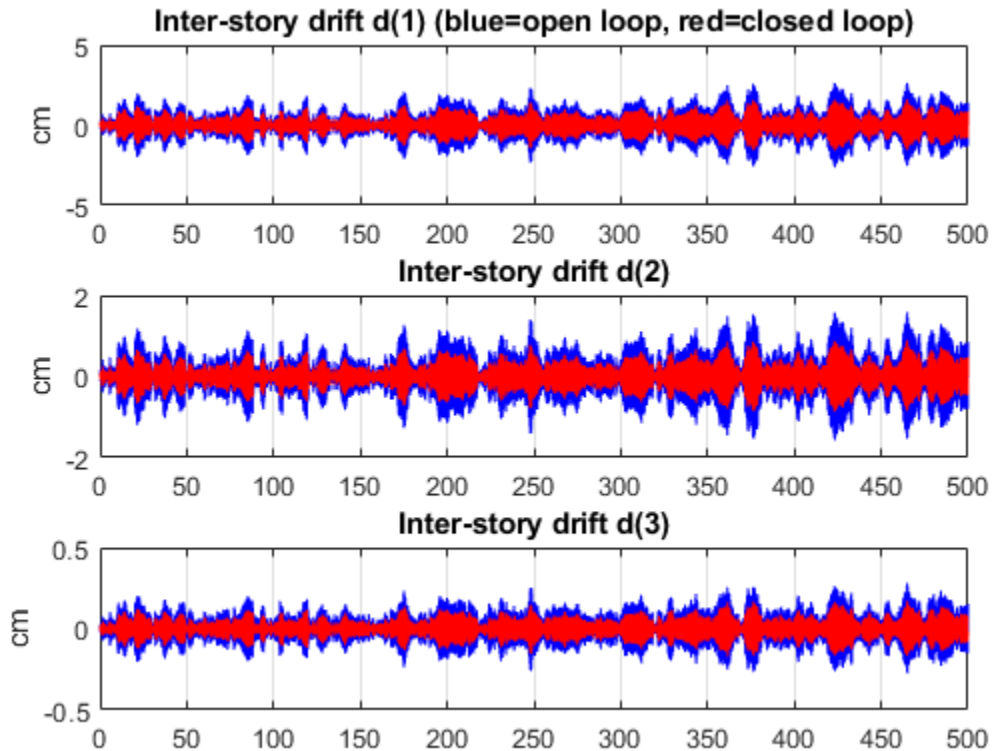 Inter-story drift d(1) (blue=open loop, red=closed loop)
5
0
-5
cm
0 50 100 150 200 250 300 350 400 450 500
Inter-story drift d(2)
2
0
-2
cm
0 50 100 150 200 250 300 350 400 450 500
Inter-story drift d(3)
0.5
0
-0.5
cm
0 50 100 150 200 250 300 350 400 450 500